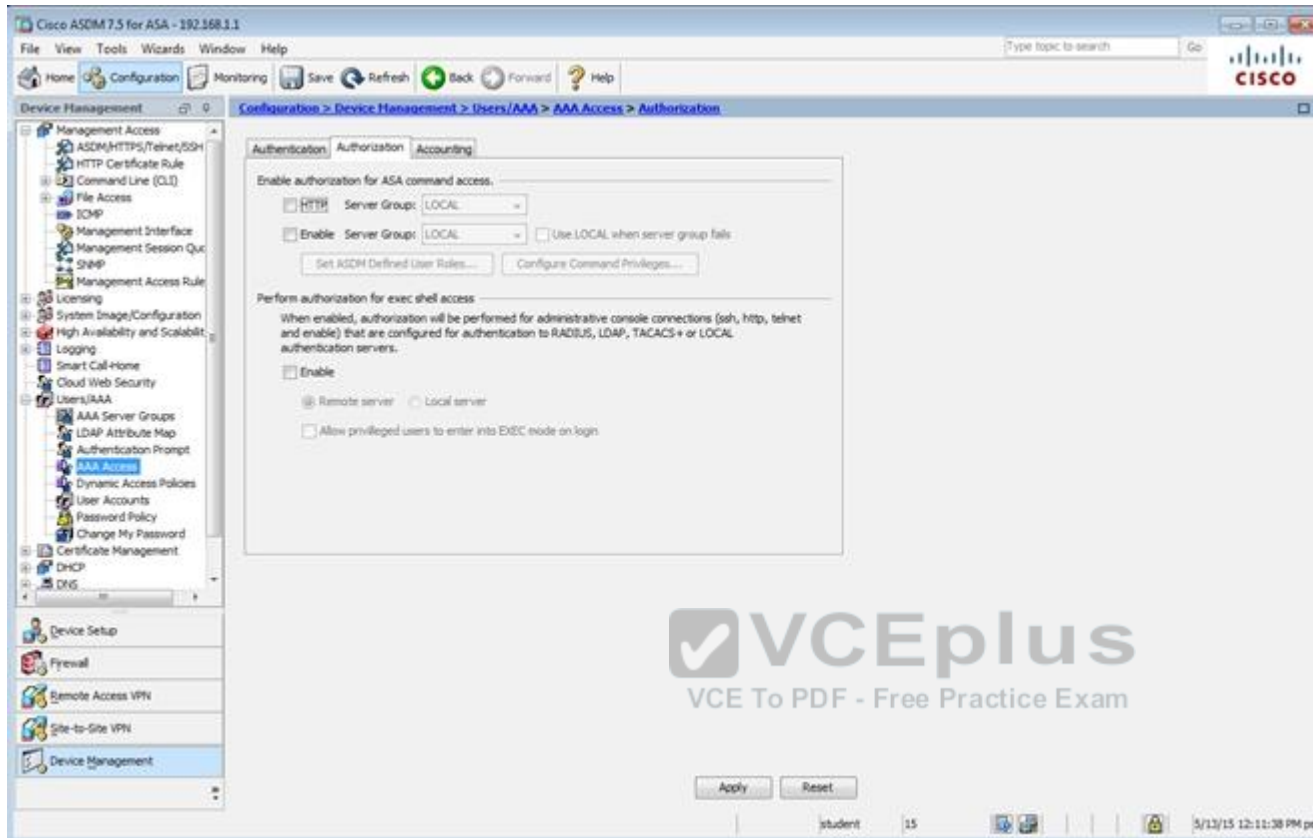 Cisco ASDM 7.5 for ASA - 192.168.1.1
File View Tools Wizards Window Help
Type topic to search Go
Home Configuration Monitoring Save Refresh Back Forward Help
CISCO
Device Management
Configuration > Device Management > Users/AAA > AAA Access > Authorization
Management Access
ASDM/HTTPS/Telnet/SSH
HTTP Certificate Rule
Command Line (CLI)
File Access
ICMP
Management Interface
Management Session Quo
SNMP
Management Access Rule
Licensing
System Image/Configuration
High Availability and Scalabilit
Logging
Smart Call-Home
Cloud Web Security
Users/AAA
AAA Server Groups
LDAP Attribute Map
Authentication Prompt
AAA Access
Dynamic Access Policies
User Accounts
Password Policy
Change My Password
Certificate Management
DHCP
DNS
Device Setup
Firewall
Remote Access VPN
Site-to-Site VPN
Device Management
Authentication Authorization Accounting
Enable authorization for ASA command access.
HTTP Server Group: LOCAL
Enable Server Group: LOCAL Use LOCAL when server group fails
Set ASDM Defined User Roles... Configure Command Privileges...
Perform authorization for exec shell access
When enabled, authorization will be performed for administrative console connections (ssh, http, telnet
and enable) that are configured for authentication to RADIUS, LDAP, TACACS+ or LOCAL
authentication servers.
Enable
Remote server Local server
Allow privileged users to enter into EXEC mode on login
VCEplus
VCE To PDF - Free Practice Exam
Apply Reset
student 15 5/13/15 12:11:38 PM p